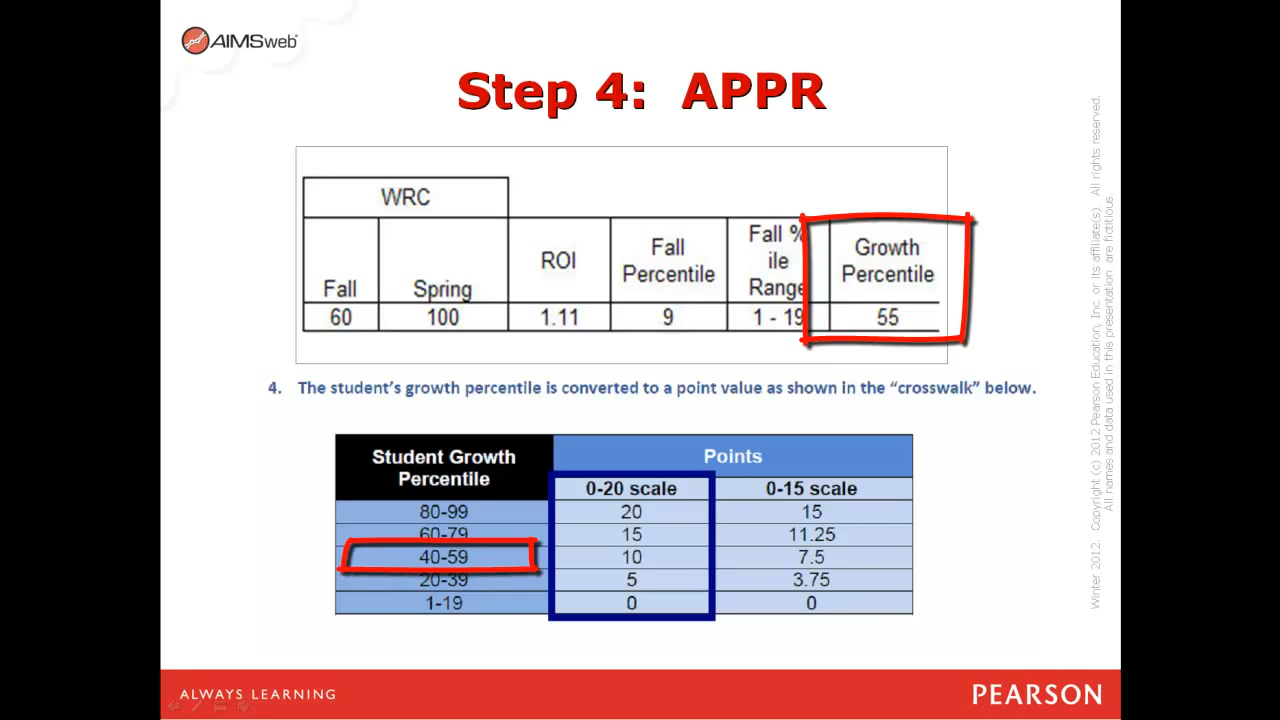 AIMSweb
Step 4: APPR
WRC
Fall Spring ROI Fall Percentile Fall %ile Range Growth Percentile
60 100 1.11 9 1 - 19 55
4. The student's growth percentile is converted to a point value as shown in the “crosswalk” below.
Student Growth Percentile Points
0-20 scale 0-15 scale
80-99 20 15
60-79 15 11.25
40-59 10 7.5
20-39 5 3.75
1-19 0 0
Winter 2012. Copyright (c) 2012 Pearson Education, Inc. or its affiliate(s) All rights reserved.
All names and data used in this presentation are fictitious.
ALWAYS LEARNING
PEARSON